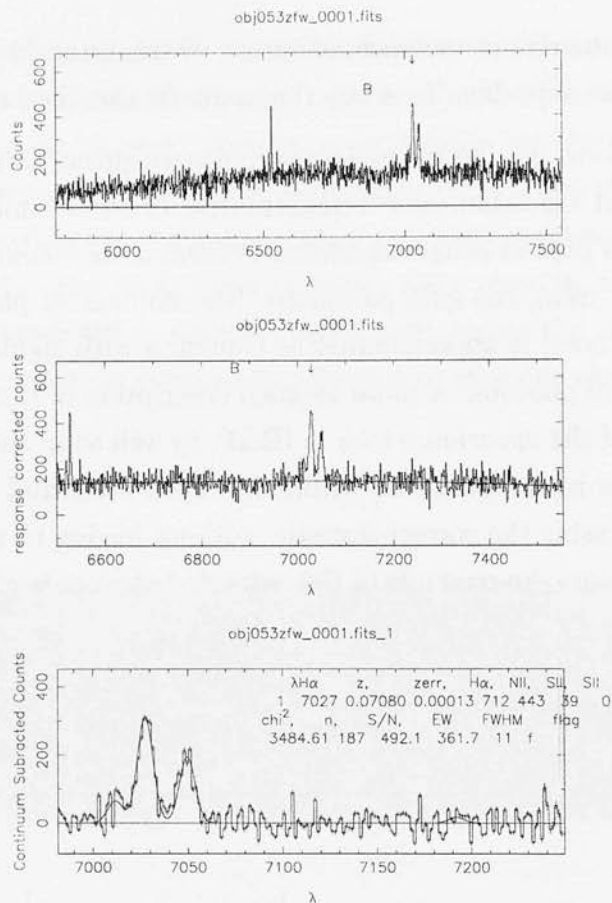 obj053zfw_0001.fits
Counts
600
400
200
0
B
6000 6500 7000 7500
λ
obj053zfw_0001.fits
response corrected counts
600
400
200
0
B
6600 6800 7000 7200 7400
λ
obj053zfw_0001.fits_1
Continuum Subracted Counts
400
200
0
λHα z, zerr, Hα, NII, SIII, SII
1 7027 0.07080 0.00013 712 443 39 0
chi², n, S/N, EW FWHM flag
3484.61 187 492.1 361.7 11 f
7000 7050 7100 7150 7200
λ